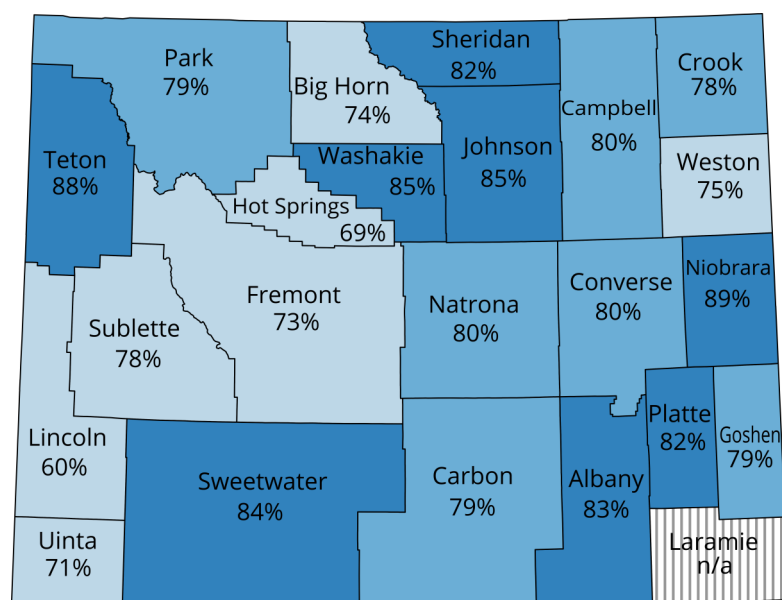 Park
79%
Big Horn
74%
Sheridan
82%
Campbell
80%
Crook
78%
Teton
88%
Washakie
85%
Johnson
85%
Weston
75%
Hot Springs
69%
Fremont
73%
Natrona
80%
Converse
80%
Niobrara
89%
Sublette
78%
Lincoln
60%
Sweetwater
84%
Carbon
79%
Albany
83%
Platte
82%
Goshen
79%
Uinta
71%
Laramie
n/a